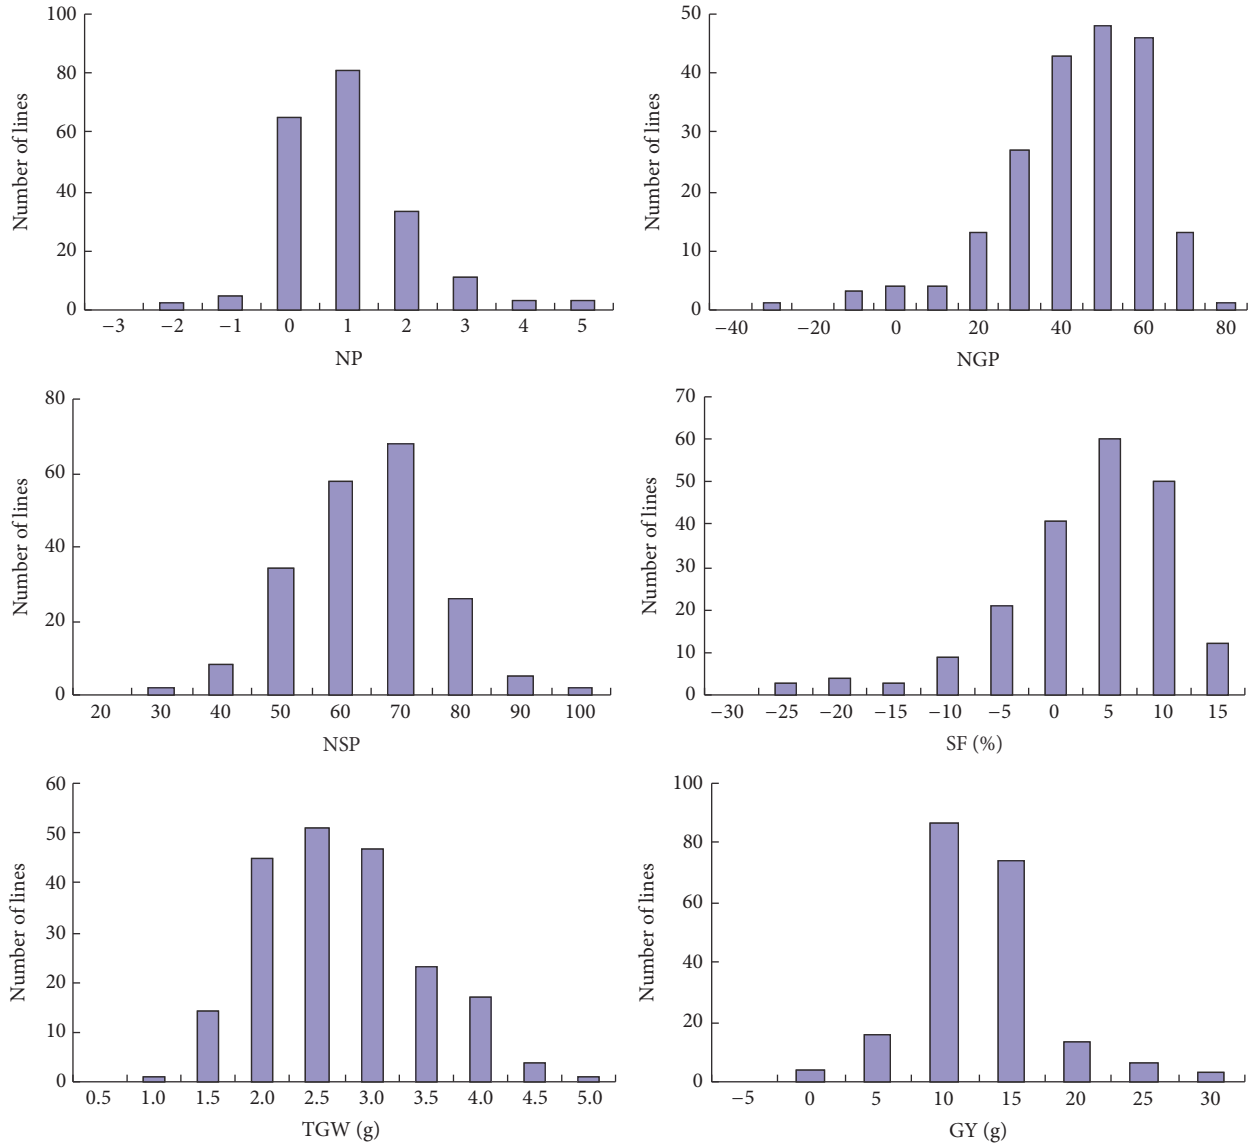 100
80
60
40
20
0
Number of lines
−3 −2 −1 0 1 2 3 4 5
NP
50
40
30
20
10
0
Number of lines
−40 −20 0 20 40 60 80
NGP
80
60
40
20
0
Number of lines
20 30 40 50 60 70 80 90 100
NSP
70
60
50
40
30
20
10
0
Number of lines
−30 −25 −20 −15 −10 −5 0 5 10 15
SF (%)
60
50
40
30
20
10
0
Number of lines
0.5 1.0 1.5 2.0 2.5 3.0 3.5 4.0 4.5 5.0
TGW (g)
100
80
60
40
20
0
Number of lines
−5 0 5 10 15 20 25 30
GY (g)